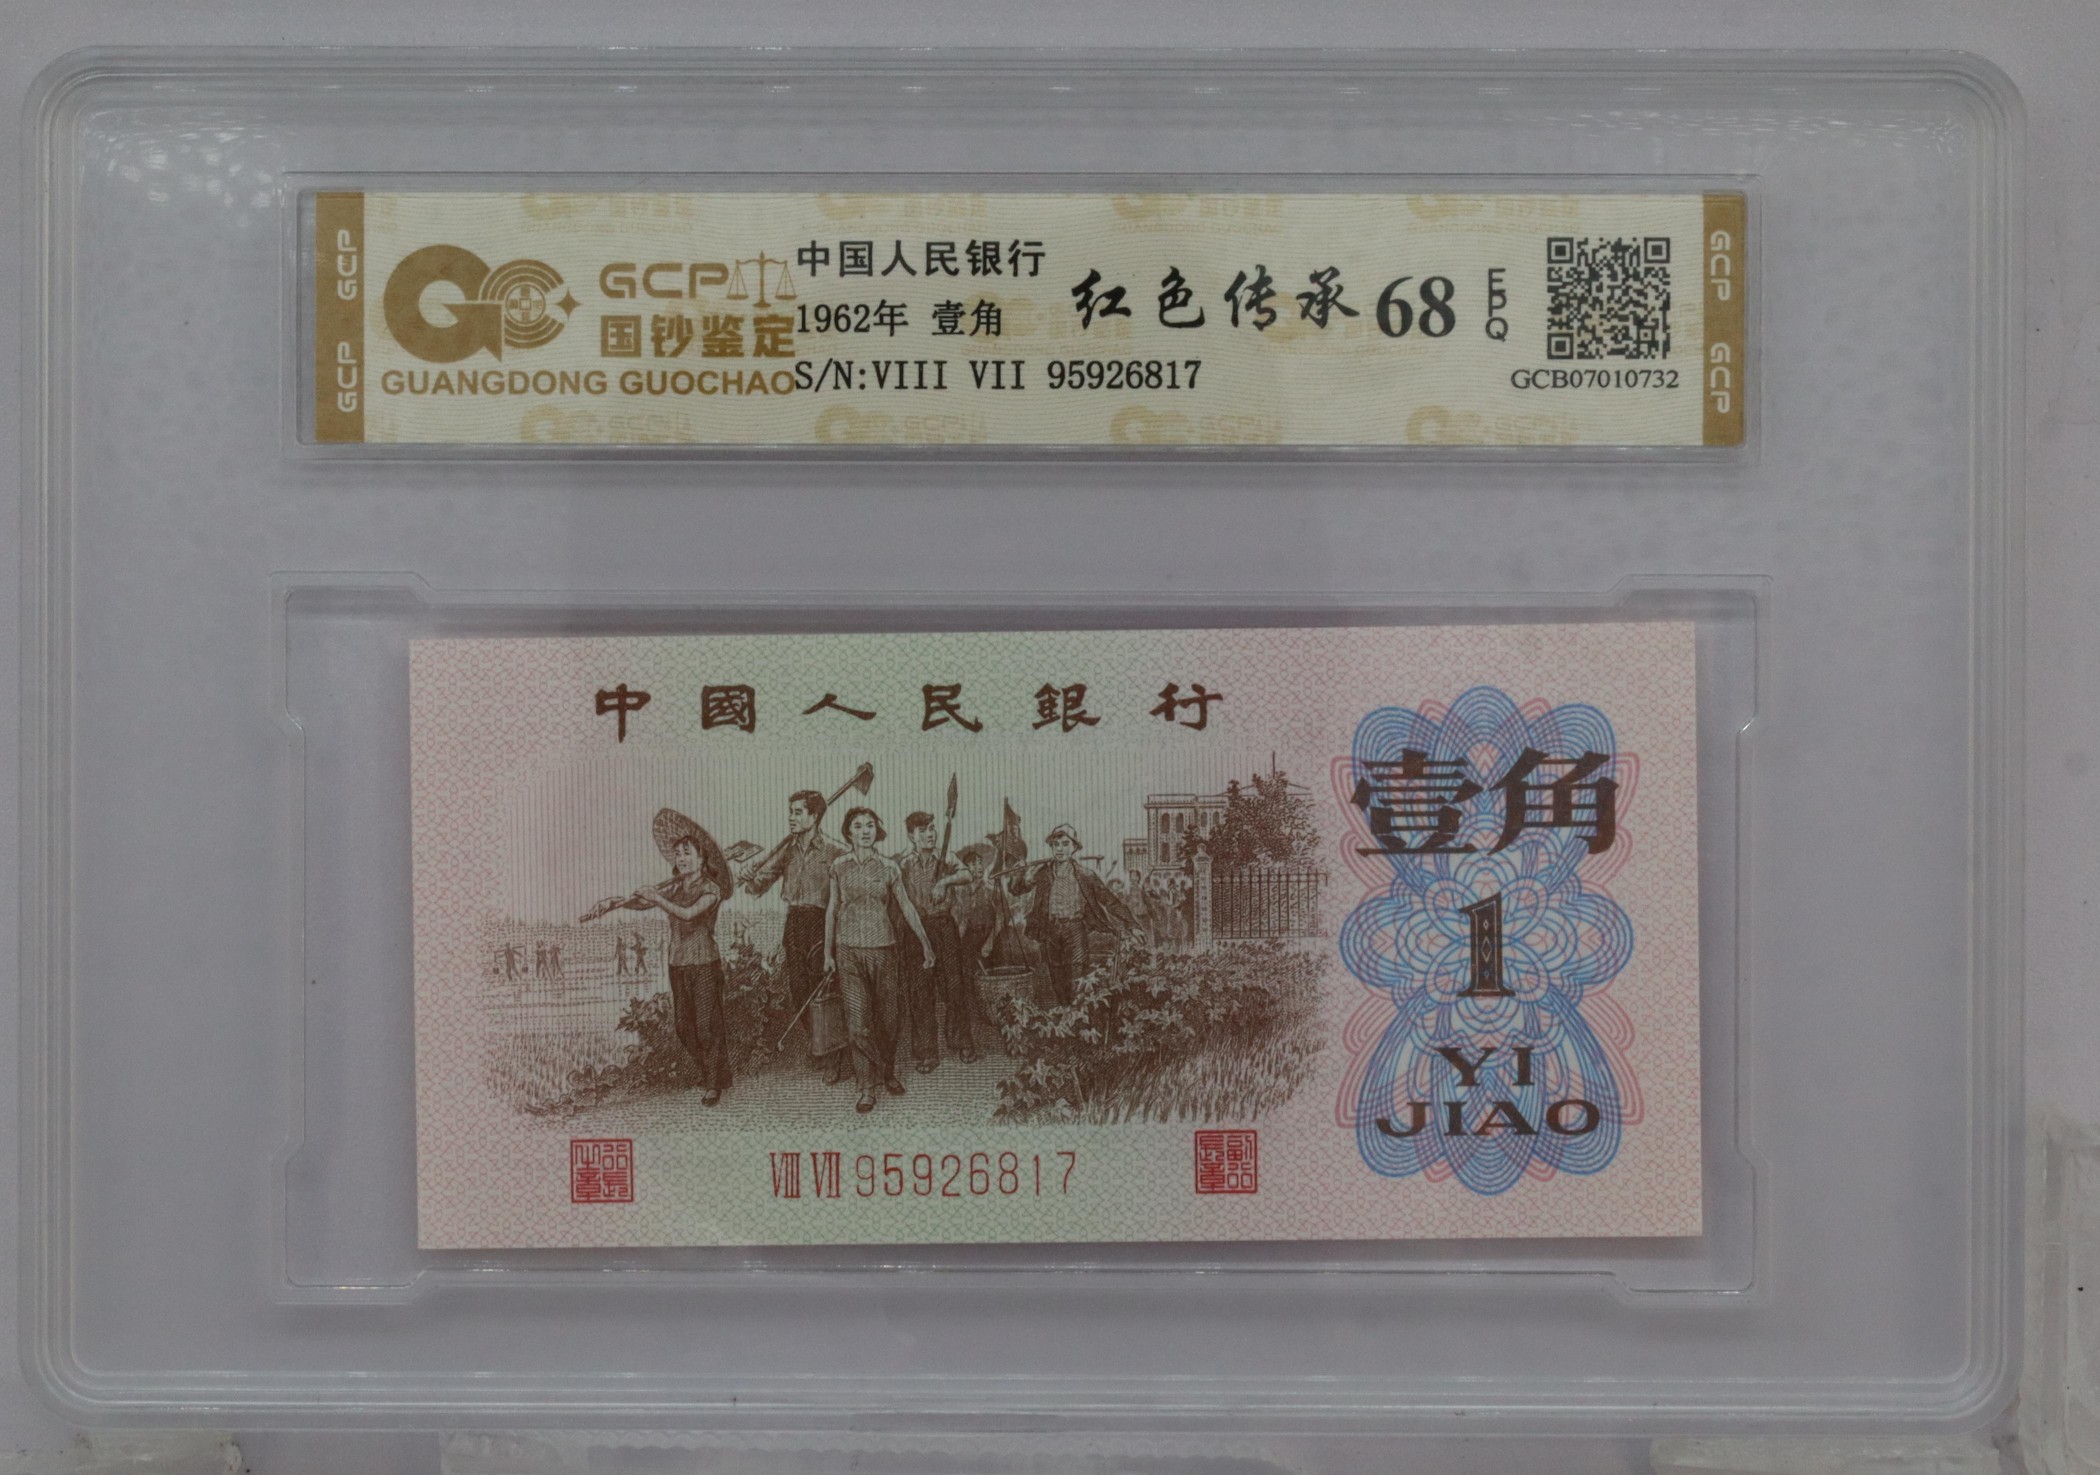 GCP GCP
GCP
国钞鉴定
GUANGDONG GUOCHAO
中国人民银行
1962年 壹角
S/N:VIII VII 95926817
红色传承 68 EPQ
GCB07010732
GCP GCP
中國人民銀行
壹角
1
YI
JIAO
VIII VII 95926817